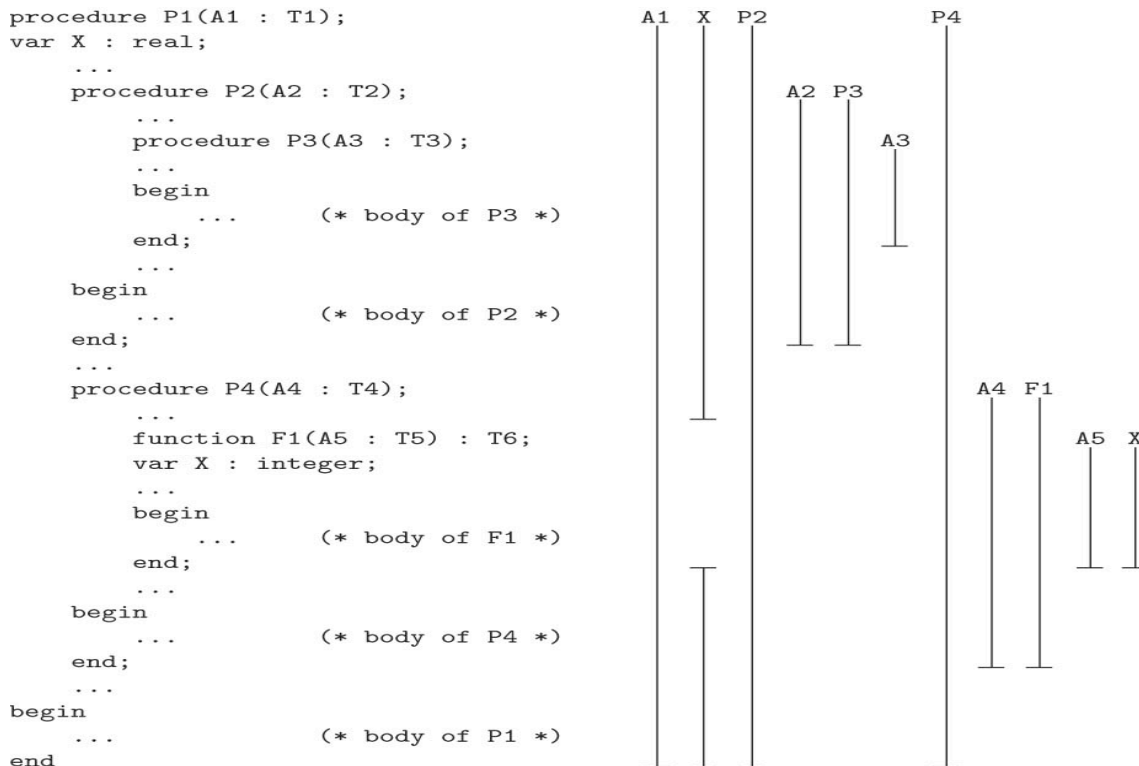 procedure P1(A1 : T1); A1 X P2 P4
var X : real;
...
procedure P2(A2 : T2); A2 P3
...
procedure P3(A3 : T3); A3
...
begin
... (* body of P3 *)
end;
...
begin
... (* body of P2 *)
end;
...
procedure P4(A4 : T4); A4 F1
...
function F1(A5 : T5) : T6; A5 X
var X : integer;
...
begin
... (* body of F1 *)
end;
...
begin
... (* body of P4 *)
end;
...
begin
... (* body of P1 *)
end